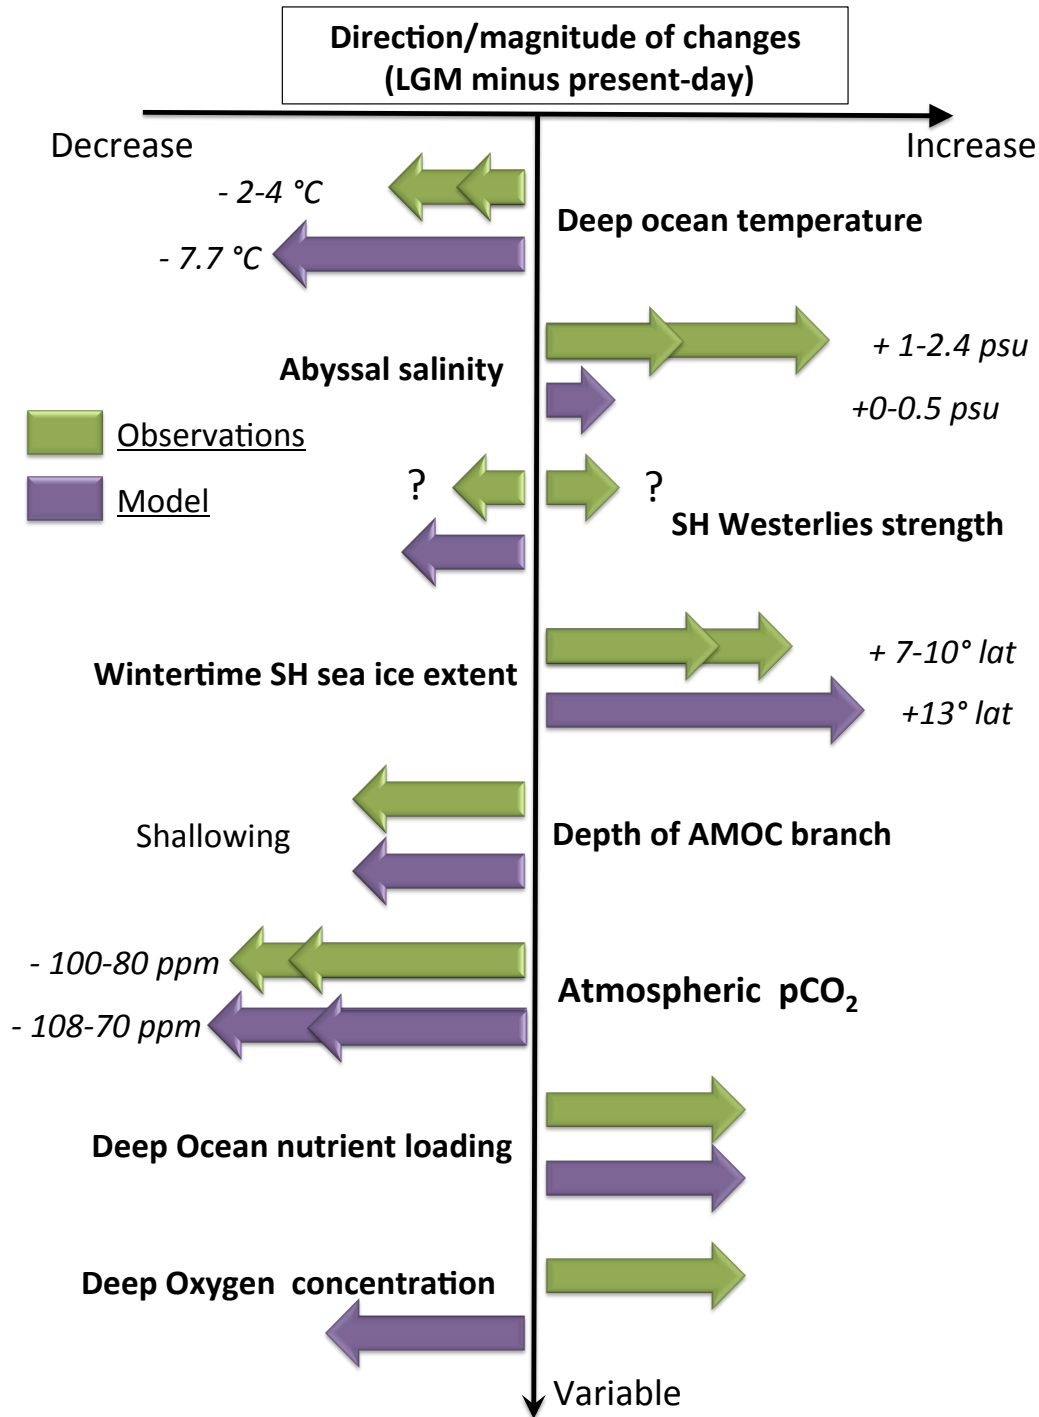 Direction/magnitude of changes
(LGM minus present-day)
Decrease
Increase
- 2-4 °C
Deep ocean temperature
- 7.7 °C
+ 1-2.4 psu
Abyssal salinity
+0-0.5 psu
Observations
Model
?
?
SH Westerlies strength
Wintertime SH sea ice extent
+ 7-10° lat
+13° lat
Shallowing
Depth of AMOC branch
- 100-80 ppm
Atmospheric pCO₂
- 108-70 ppm
Deep Ocean nutrient loading
Deep Oxygen concentration
Variable